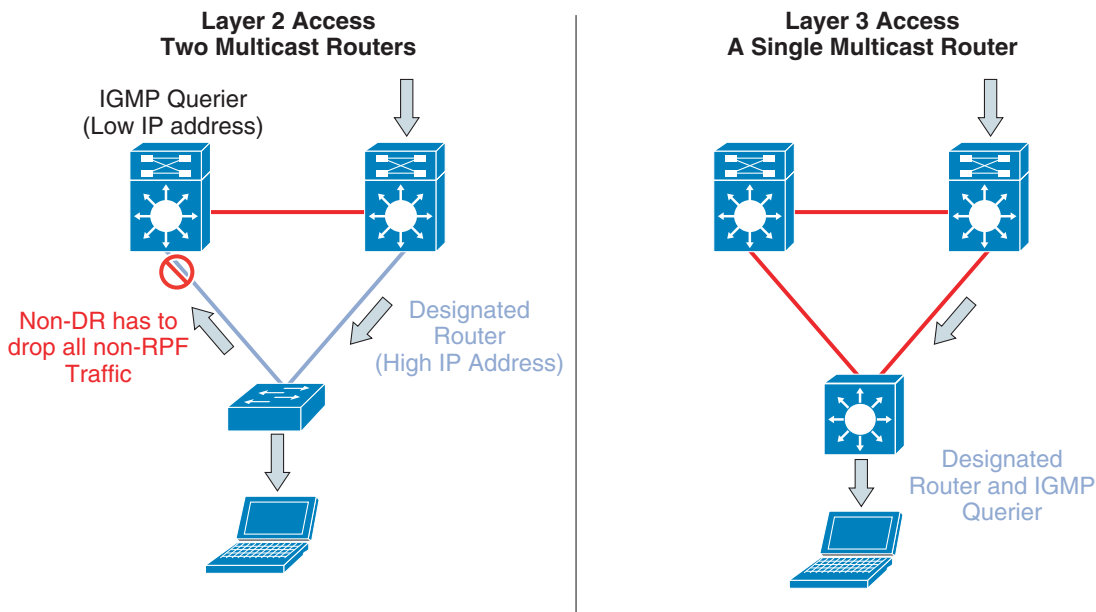 Layer 2 Access
Two Multicast Routers
IGMP Querier
(Low IP address)
Non-DR has to
drop all non-RPF
Traffic
Designated
Router
(High IP Address)
Layer 3 Access
A Single Multicast Router
Designated
Router and IGMP
Querier